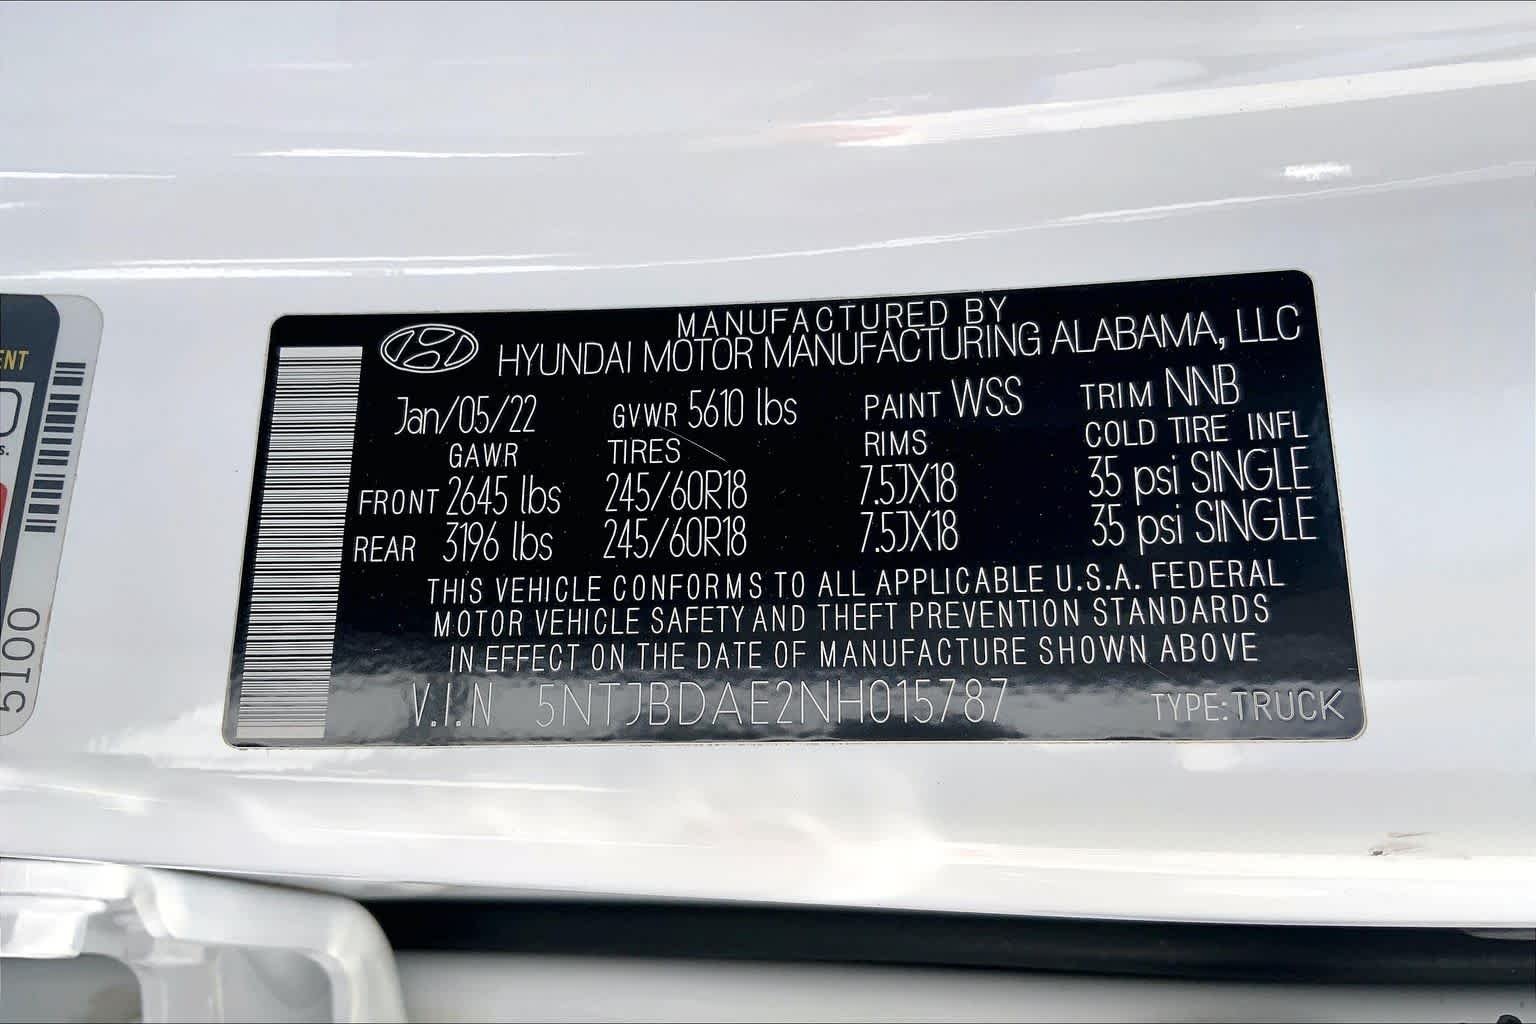 MANUFACTURED BY
HYUNDAI MOTOR MANUFACTURING ALABAMA, LLC
Jan/05/22 GVWR 5610 lbs PAINT WSS TRIM NNB
GAWR TIRES RIMS COLD TIRE INFL
FRONT 2645 lbs 245/60R18 7.5JX18 35 psi SINGLE
REAR 3196 lbs 245/60R18 7.5JX18 35 psi SINGLE
THIS VEHICLE CONFORMS TO ALL APPLICABLE U.S.A. FEDERAL
MOTOR VEHICLE SAFETY AND THEFT PREVENTION STANDARDS
IN EFFECT ON THE DATE OF MANUFACTURE SHOWN ABOVE
V.I.N 5NTJBDAE2NH015787 TYPE:TRUCK
5100